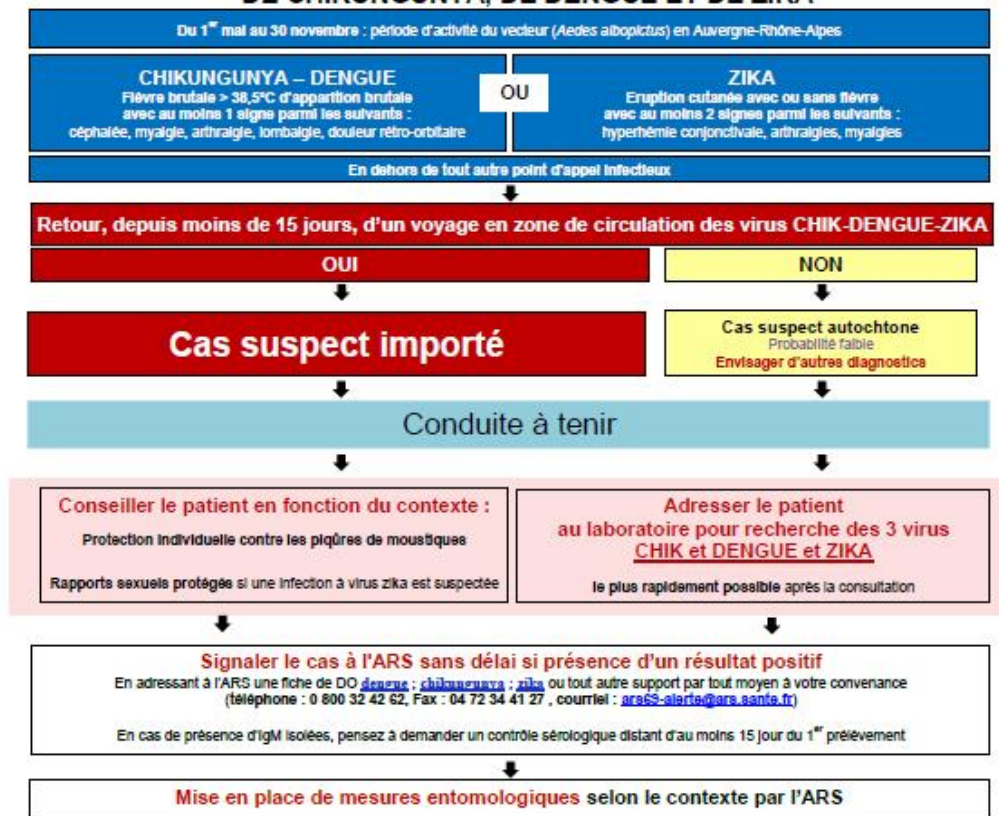 DE CHIKUNGUNYA, DE DENGUE ET DE ZIKA
Du 1er mai au 30 novembre : période d'activité du vecteur (Aedes albopictus) en Auvergne-Rhône-Alpes
CHIKUNGUNYA – DENGUE
Fièvre brutale > 38,5°C d'apparition brutale
avec au moins 1 signe parmi les suivants :
céphalée, myalgie, arthralgie, lombalgie, douleur rétro-orbitaire
OU
ZIKA
Eruption cutanée avec ou sans fièvre
avec au moins 2 signes parmi les suivants :
hyperhémie conjonctivale, arthralgies, myalgies
En dehors de tout autre point d'appel infectieux
Retour, depuis moins de 15 jours, d'un voyage en zone de circulation des virus CHIK-DENGUE-ZIKA
OUI
NON
Cas suspect importé
Cas suspect autochtone
Probabilité faible
Envisager d'autres diagnostics
Conduite à tenir
Conseiller le patient en fonction du contexte :
Protection individuelle contre les piqûres de moustiques
Rapports sexuels protégés si une infection à virus zika est suspectée
Adresser le patient
au laboratoire pour recherche des 3 virus
CHIK et DENGUE et ZIKA
le plus rapidement possible après la consultation
Signaler le cas à l'ARS sans délai si présence d'un résultat positif
En adressant à l'ARS une fiche de DO dengue ; chikungunya ; zika ou tout autre support par tout moyen à votre convenance
(téléphone : 0 800 32 42 62, Fax : 04 72 34 41 27 , courriel : ars69-alerte@ars.sante.fr)
En cas de présence d'IgM isolées, pensez à demander un contrôle sérologique distant d'au moins 15 jour du 1er prélèvement
Mise en place de mesures entomologiques selon le contexte par l'ARS